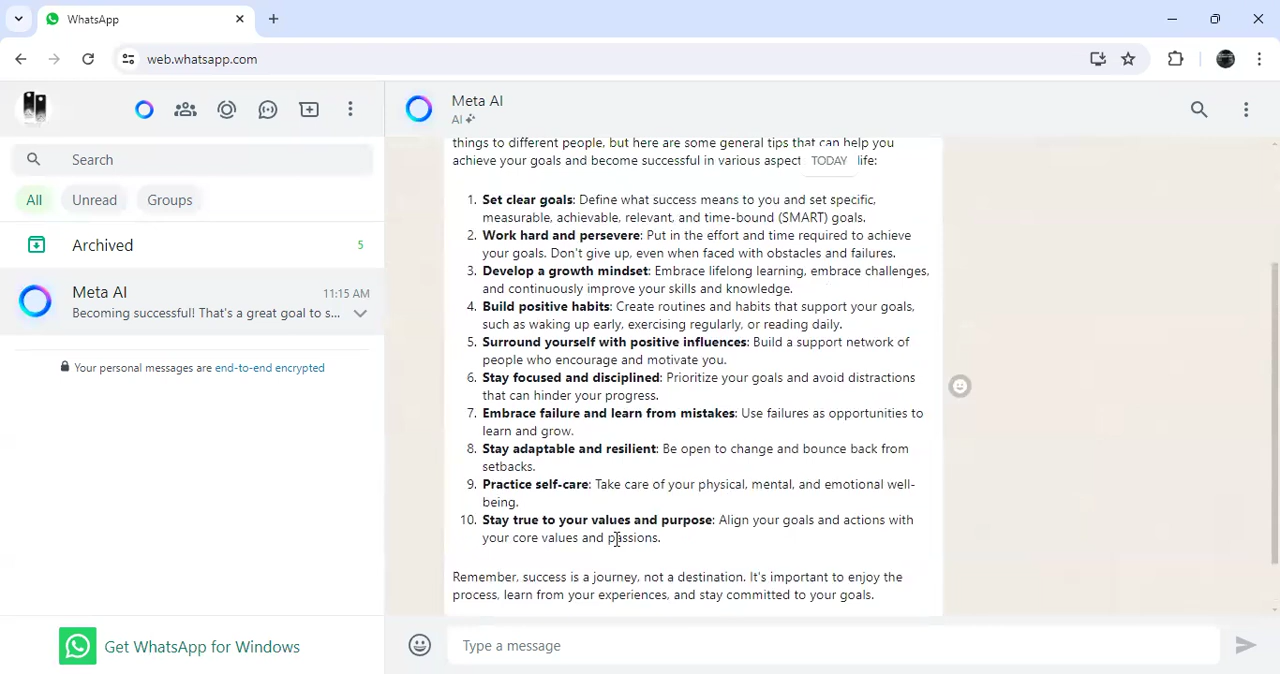 WhatsApp
web.whatsapp.com
Search
All
Unread
Groups
Archived
5
Meta AI
11:15 AM
Becoming successful! That's a great goal to s...
Your personal messages are end-to-end encrypted
Get WhatsApp for Windows
Meta AI
AI
things to different people, but here are some general tips that can help you
achieve your goals and become successful in various aspect life:
TODAY
1. Set clear goals: Define what success means to you and set specific,
measurable, achievable, relevant, and time-bound (SMART) goals.
2. Work hard and persevere: Put in the effort and time required to achieve
your goals. Don't give up, even when faced with obstacles and failures.
3. Develop a growth mindset: Embrace lifelong learning, embrace challenges,
and continuously improve your skills and knowledge.
4. Build positive habits: Create routines and habits that support your goals,
such as waking up early, exercising regularly, or reading daily.
5. Surround yourself with positive influences: Build a support network of
people who encourage and motivate you.
6. Stay focused and disciplined: Prioritize your goals and avoid distractions
that can hinder your progress.
7. Embrace failure and learn from mistakes: Use failures as opportunities to
learn and grow.
8. Stay adaptable and resilient: Be open to change and bounce back from
setbacks.
9. Practice self-care: Take care of your physical, mental, and emotional well-
being.
10. Stay true to your values and purpose: Align your goals and actions with
your core values and passions.
Remember, success is a journey, not a destination. It's important to enjoy the
process, learn from your experiences, and stay committed to your goals.
Type a message